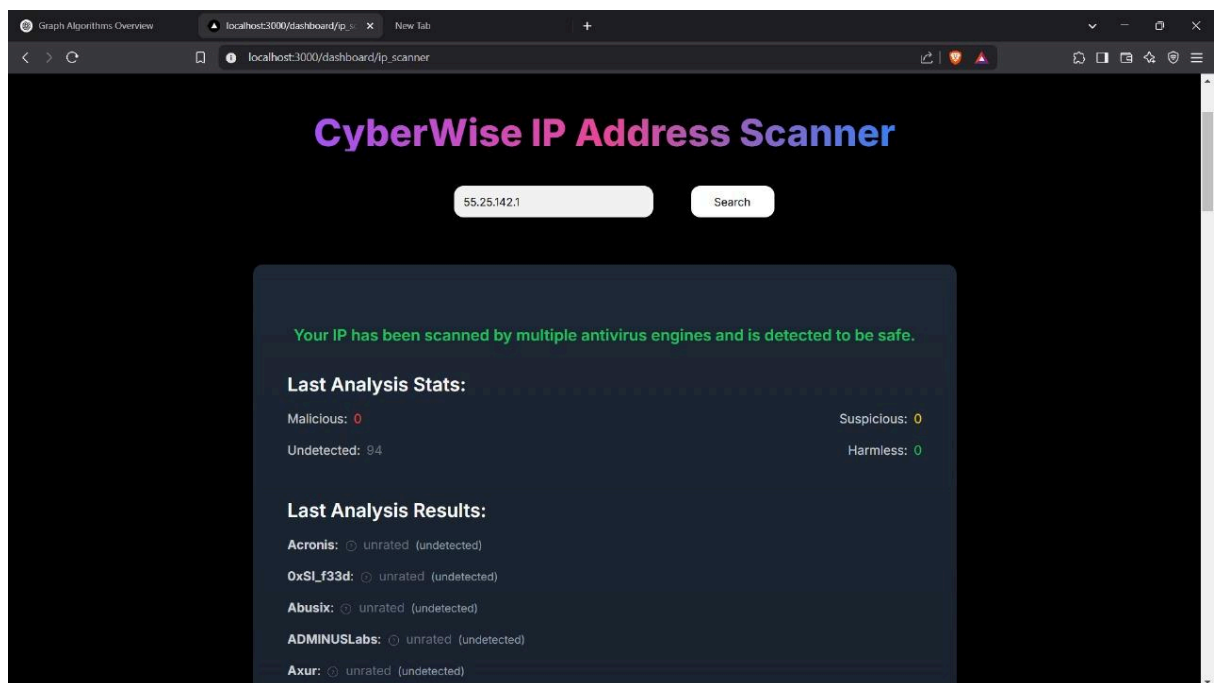 Graph Algorithms Overview
localhost:3000/dashboard/ip_s
New Tab
localhost:3000/dashboard/ip_scanner
CyberWise IP Address Scanner
55.25.142.1
Search
Your IP has been scanned by multiple antivirus engines and is detected to be safe.
Last Analysis Stats:
Malicious: 0 Suspicious: 0
Undetected: 94 Harmless: 0
Last Analysis Results:
Acronis: unrated (undetected)
0xSI_f33d: unrated (undetected)
Abusix: unrated (undetected)
ADMINUSLabs: unrated (undetected)
Axur: unrated (undetected)